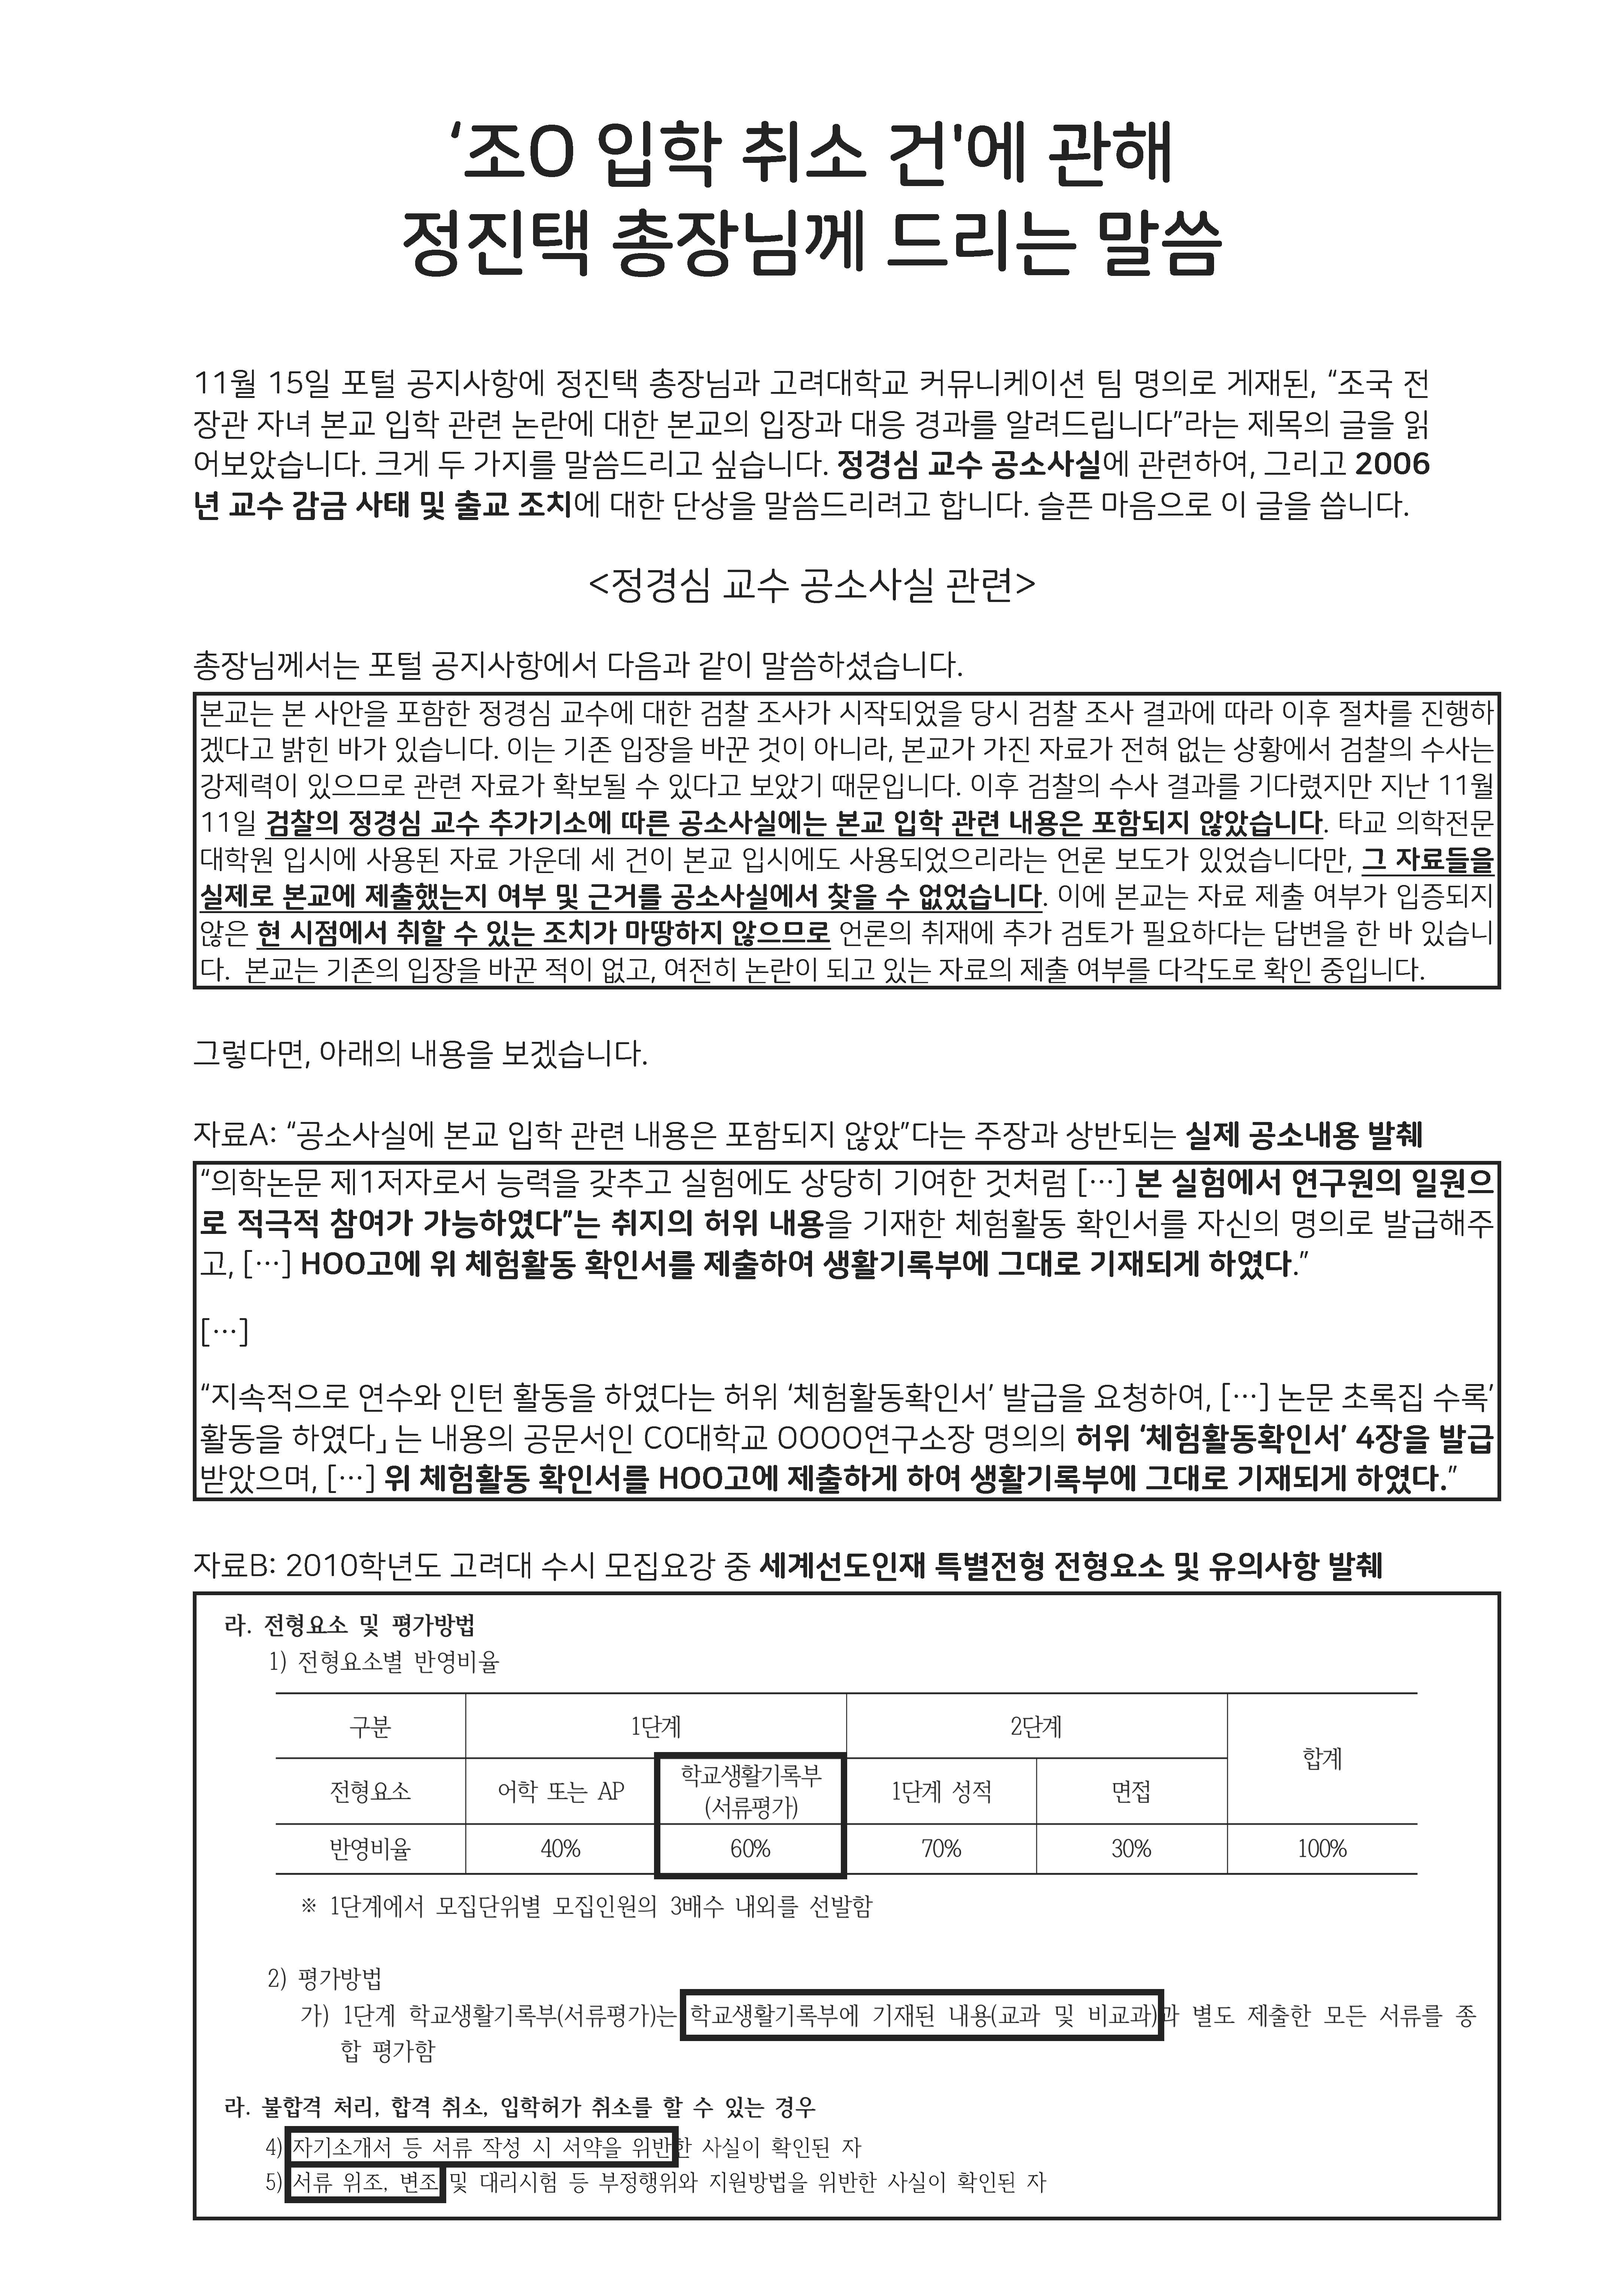 ‘조O 입학 취소 건'에 관해
정진택 총장님께 드리는 말씀
11월 15일 포털 공지사항에 정진택 총장님과 고려대학교 커뮤니케이션 팀 명의로 게재된, “조국 전
장관 자녀 본교 입학 관련 논란에 대한 본교의 입장과 대응 경과를 알려드립니다”라는 제목의 글을 읽
어보았습니다. 크게 두 가지를 말씀드리고 싶습니다. 정경심 교수 공소사실에 관련하여, 그리고 2006
년 교수 감금 사태 및 출교 조치에 대한 단상을 말씀드리려고 합니다. 슬픈 마음으로 이 글을 씁니다.
<정경심 교수 공소사실 관련>
총장님께서는 포털 공지사항에서 다음과 같이 말씀하셨습니다.
본교는 본 사안을 포함한 정경심 교수에 대한 검찰 조사가 시작되었을 당시 검찰 조사 결과에 따라 이후 절차를 진행하
겠다고 밝힌 바가 있습니다. 이는 기존 입장을 바꾼 것이 아니라, 본교가 가진 자료가 전혀 없는 상황에서 검찰의 수사는
강제력이 있으므로 관련 자료가 확보될 수 있다고 보았기 때문입니다. 이후 검찰의 수사 결과를 기다렸지만 지난 11월
11일 검찰의 정경심 교수 추가기소에 따른 공소사실에는 본교 입학 관련 내용은 포함되지 않았습니다. 타교 의학전문
대학원 입시에 사용된 자료 가운데 세 건이 본교 입시에도 사용되었으리라는 언론 보도가 있었습니다만, 그 자료들을
실제로 본교에 제출했는지 여부 및 근거를 공소사실에서 찾을 수 없었습니다. 이에 본교는 자료 제출 여부가 입증되지
않은 현 시점에서 취할 수 있는 조치가 마땅하지 않으므로 언론의 취재에 추가 검토가 필요하다는 답변을 한 바 있습니
다. 본교는 기존의 입장을 바꾼 적이 없고, 여전히 논란이 되고 있는 자료의 제출 여부를 다각도로 확인 중입니다.
그렇다면, 아래의 내용을 보겠습니다.
자료A: “공소사실에 본교 입학 관련 내용은 포함되지 않았”다는 주장과 상반되는 실제 공소내용 발췌
“의학논문 제1저자로서 능력을 갖추고 실험에도 상당히 기여한 것처럼 […] 본 실험에서 연구원의 일원으
로 적극적 참여가 가능하였다”는 취지의 허위 내용을 기재한 체험활동 확인서를 자신의 명의로 발급해주
고, […] HOO고에 위 체험활동 확인서를 제출하여 생활기록부에 그대로 기재되게 하였다.”
[…]
“지속적으로 연수와 인턴 활동을 하였다는 허위 ‘체험활동확인서’ 발급을 요청하여, […] 논문 초록집 수록’
활동을 하였다」는 내용의 공문서인 CO대학교 OOOO연구소장 명의의 허위 ‘체험활동확인서’ 4장을 발급
받았으며, […] 위 체험활동 확인서를 HOO고에 제출하게 하여 생활기록부에 그대로 기재되게 하였다.”
자료B: 2010학년도 고려대 수시 모집요강 중 세계선도인재 특별전형 전형요소 및 유의사항 발췌
라. 전형요소 및 평가방법
1) 전형요소별 반영비율
구분 1단계 2단계 합계
전형요소 어학 또는 AP 학교생활기록부 (서류평가) 1단계 성적 면접
반영비율 40% 60% 70% 30% 100%
※ 1단계에서 모집단위별 모집인원의 3배수 내외를 선발함
2) 평가방법
가) 1단계 학교생활기록부(서류평가)는 학교생활기록부에 기재된 내용(교과 및 비교과)과 별도 제출한 모든 서류를 종
합 평가함
라. 불합격 처리, 합격 취소, 입학허가 취소를 할 수 있는 경우
4) 자기소개서 등 서류 작성 시 서약을 위반한 사실이 확인된 자
5) 서류 위조, 변조 및 대리시험 등 부정행위와 지원방법을 위반한 사실이 확인된 자